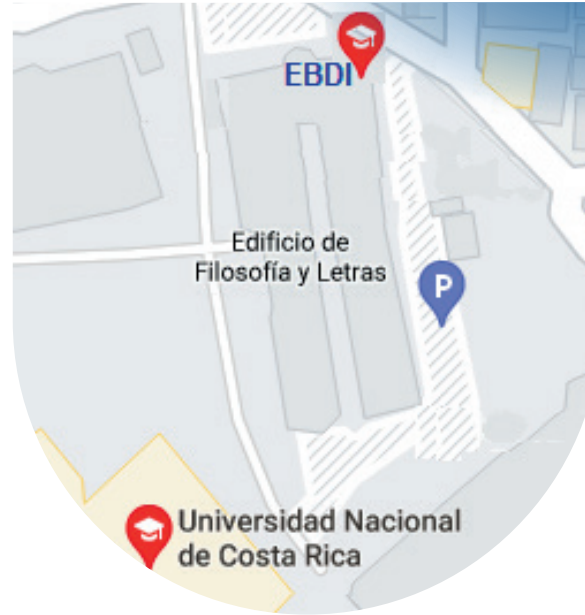 EBDI
Edificio de
Filosofía y Letras
P
Universidad Nacional
de Costa Rica